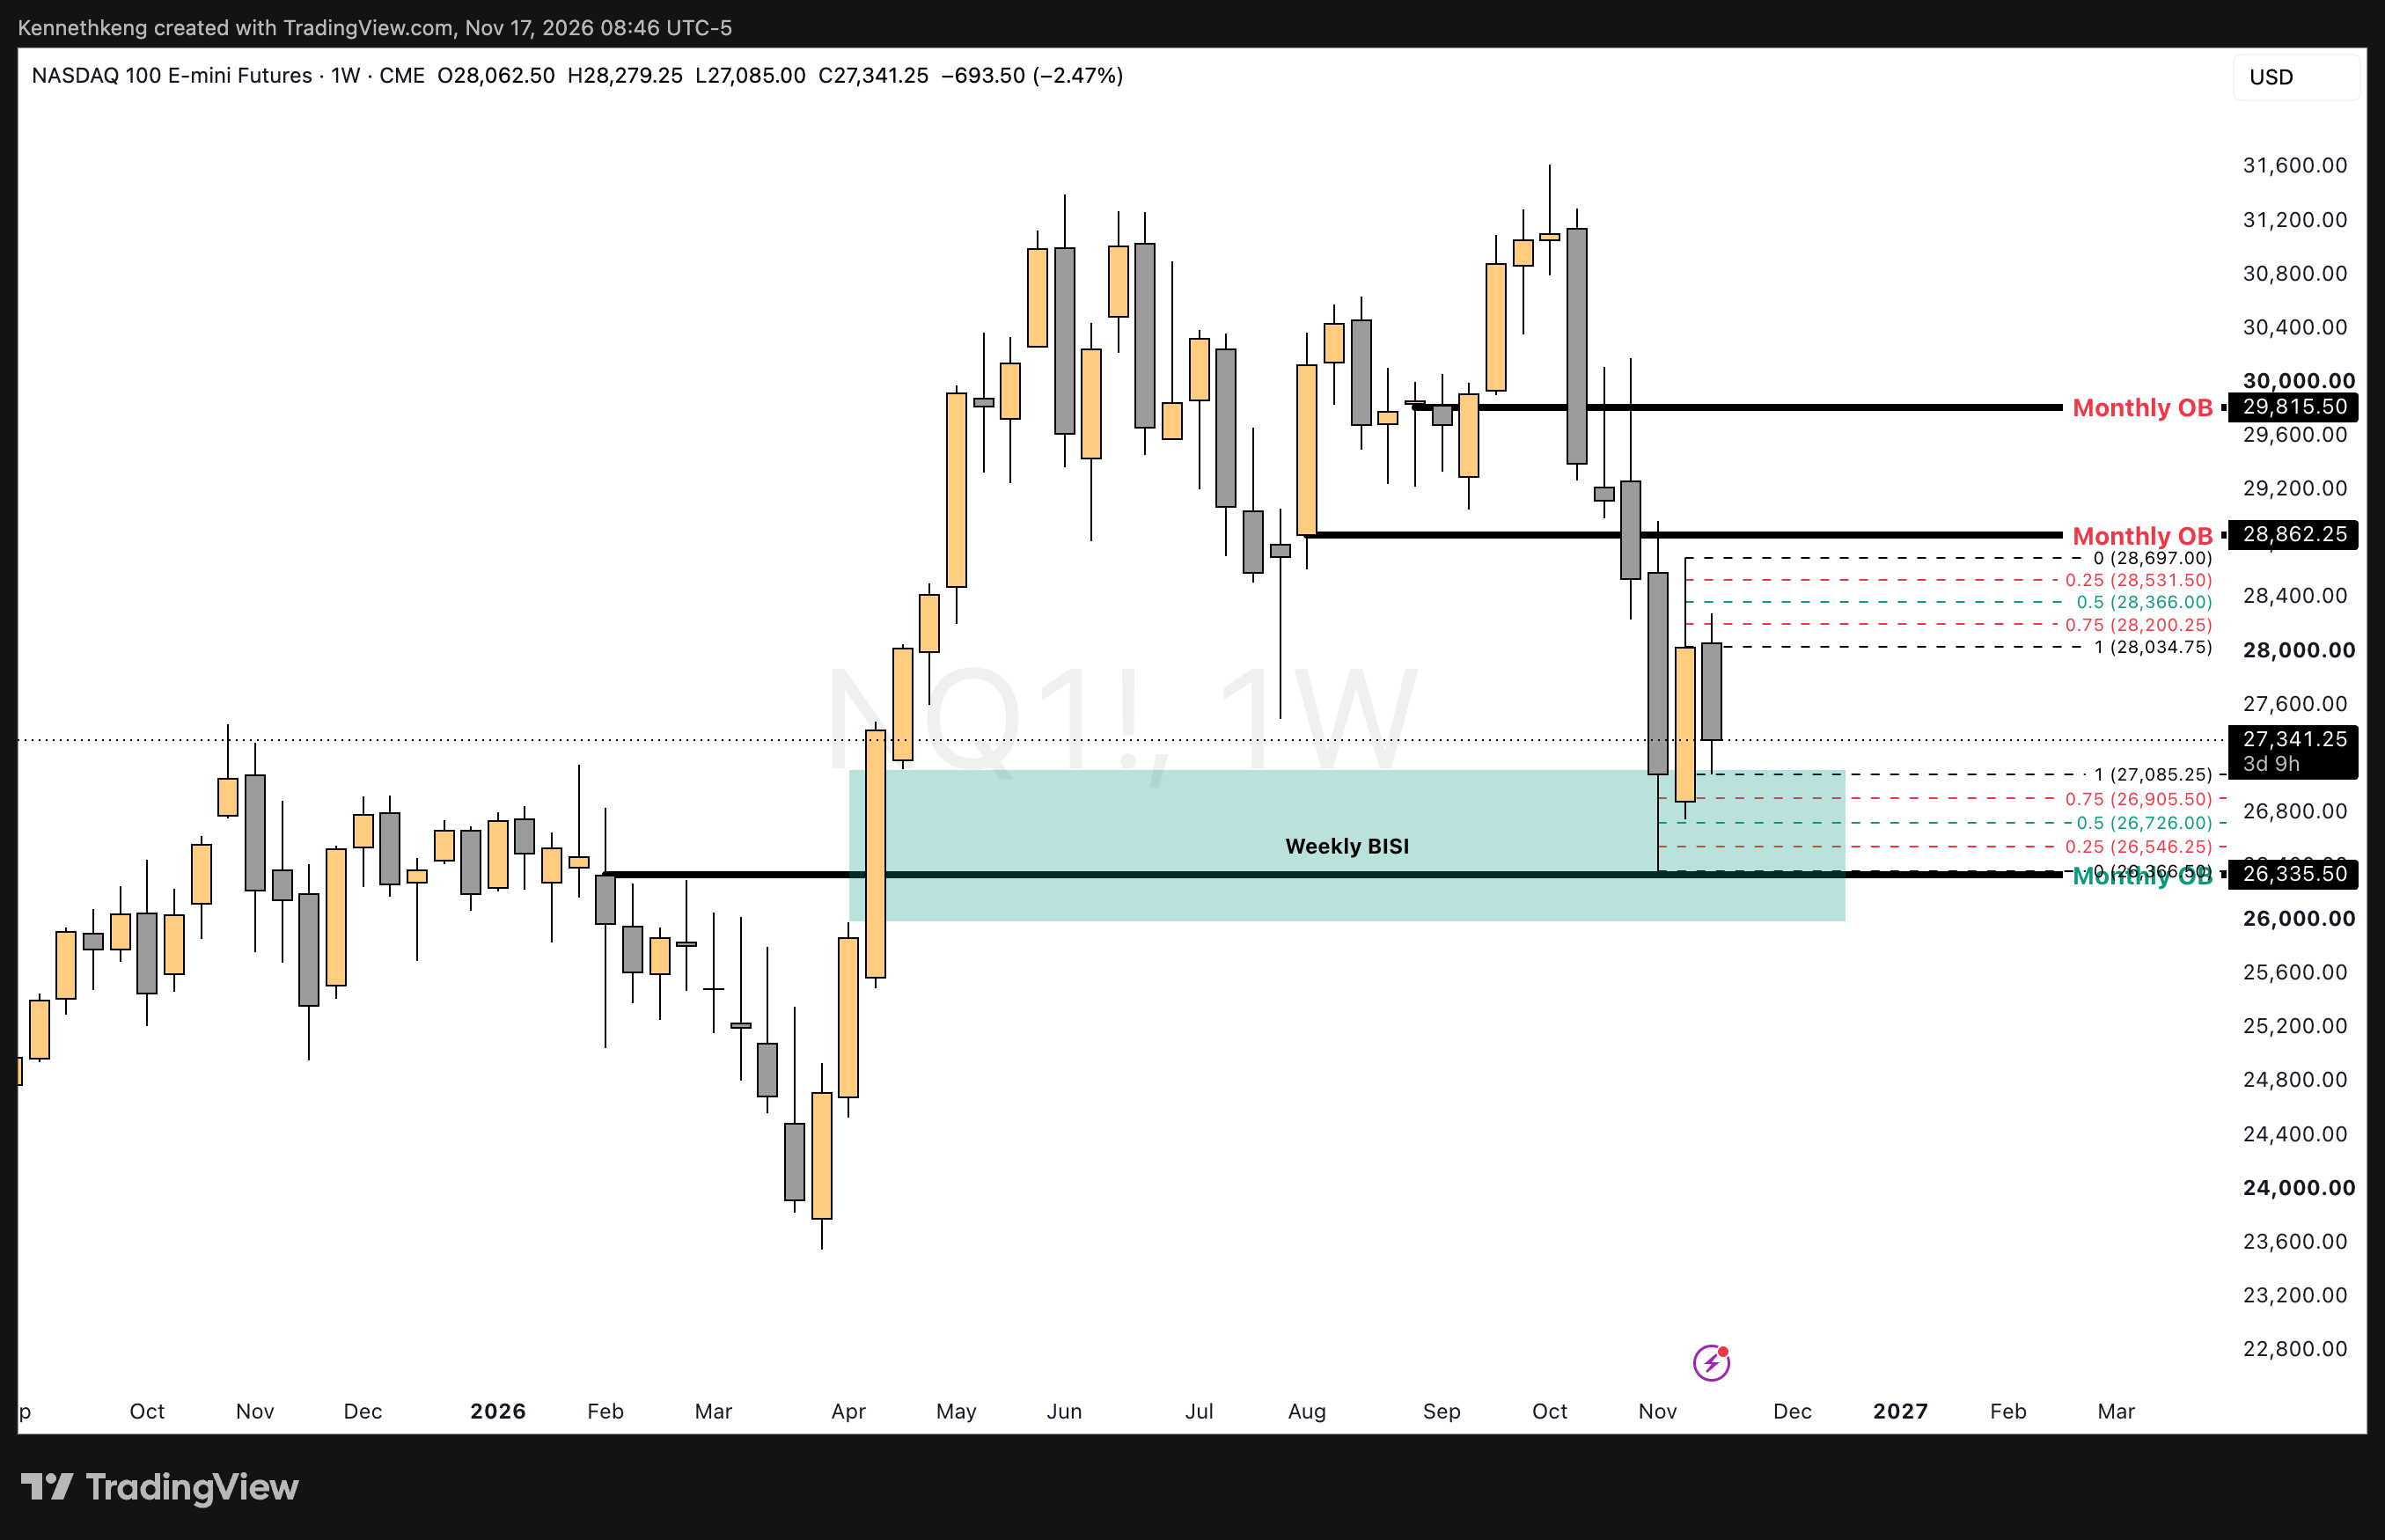 Kennethkeng created with TradingView.com, Nov 17, 2026 08:46 UTC-5
NASDAQ 100 E-mini Futures · 1W · CME O28,062.50 H28,279.25 L27,085.00 C27,341.25 −693.50 (−2.47%)
USD
31,600.00
31,200.00
30,800.00
30,400.00
30,000.00
Monthly OB 29,815.50
29,600.00
29,200.00
Monthly OB 28,862.25
0 (28,697.00)
0.25 (28,531.50)
28,400.00
0.5 (28,366.00)
0.75 (28,200.25)
1 (28,034.75)
28,000.00
NQ1!, 1W
27,600.00
27,341.25
3d 9h
1 (27,085.25)
0.75 (26,905.50)
26,800.00
0.5 (26,726.00)
Weekly BISI
0.25 (26,546.25)
0 (26,366.50)
Monthly OB 26,335.50
26,000.00
25,600.00
25,200.00
24,800.00
24,400.00
24,000.00
23,600.00
23,200.00
22,800.00
p Oct Nov Dec 2026 Feb Mar Apr May Jun Jul Aug Sep Oct Nov Dec 2027 Feb Mar
TradingView